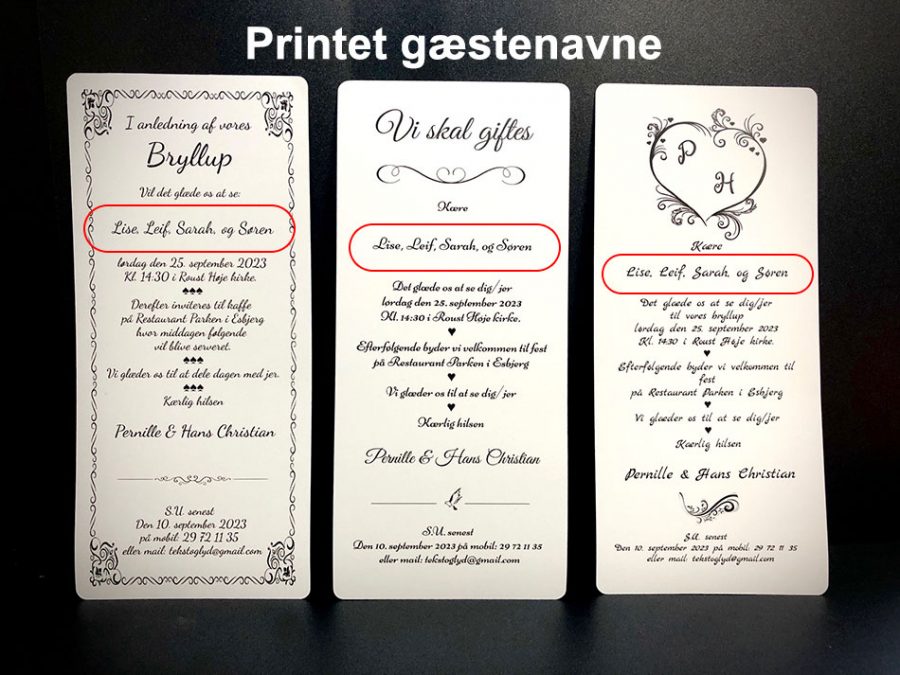 Printet gæstenavne
I anledning af vores
Bryllup
Vil det glæde os at se:
Lise, Leif, Sarah, og Søren
lørdag den 25. september 2023
Kl. 14:30 i Roust Høje kirke.
Derefter inviteres til kaffe
på Restaurant Parken i Esbjerg
hvor middagen følgende
vil blive serveret.
Vi glæder os til at dele dagen med jer.
Kærlig hilsen
Pernille & Hans Christian
S.U. senest
Den 10. september 2023
på mobil: 29 72 11 35
eller mail: tekstoglyd@gmail.com
Vi skal giftes
Kære
Lise, Leif, Sarah, og Søren
Det glæde os at se dig/jer
lørdag den 25. september 2023
Kl. 14:30 i Roust Høje kirke.
Efterfølgende byder vi velkommen til fest
på Restaurant Parken i Esbjerg
Vi glæder os til at se dig/jer
Kærlig hilsen
Pernille & Hans Christian
S.U. senest
Den 10. september 2023 på mobil: 29 72 11 35
eller mail: tekstoglyd@gmail.com
P
H
Kære
Lise, Leif, Sarah, og Søren
Det glæde os at se dig/jer
til vores bryllup
lørdag den 25. september 2023
Kl. 14:30 i Roust Høje kirke.
Efterfølgende byder vi velkommen til
fest
på Restaurant Parken i Esbjerg
Vi glæder os til at se dig/jer
Kærlig hilsen
Pernille & Hans Christian
S.U. senest
Den 10. september 2023 på mobil: 29 72 11 35
eller mail: tekstoglyd@gmail.com